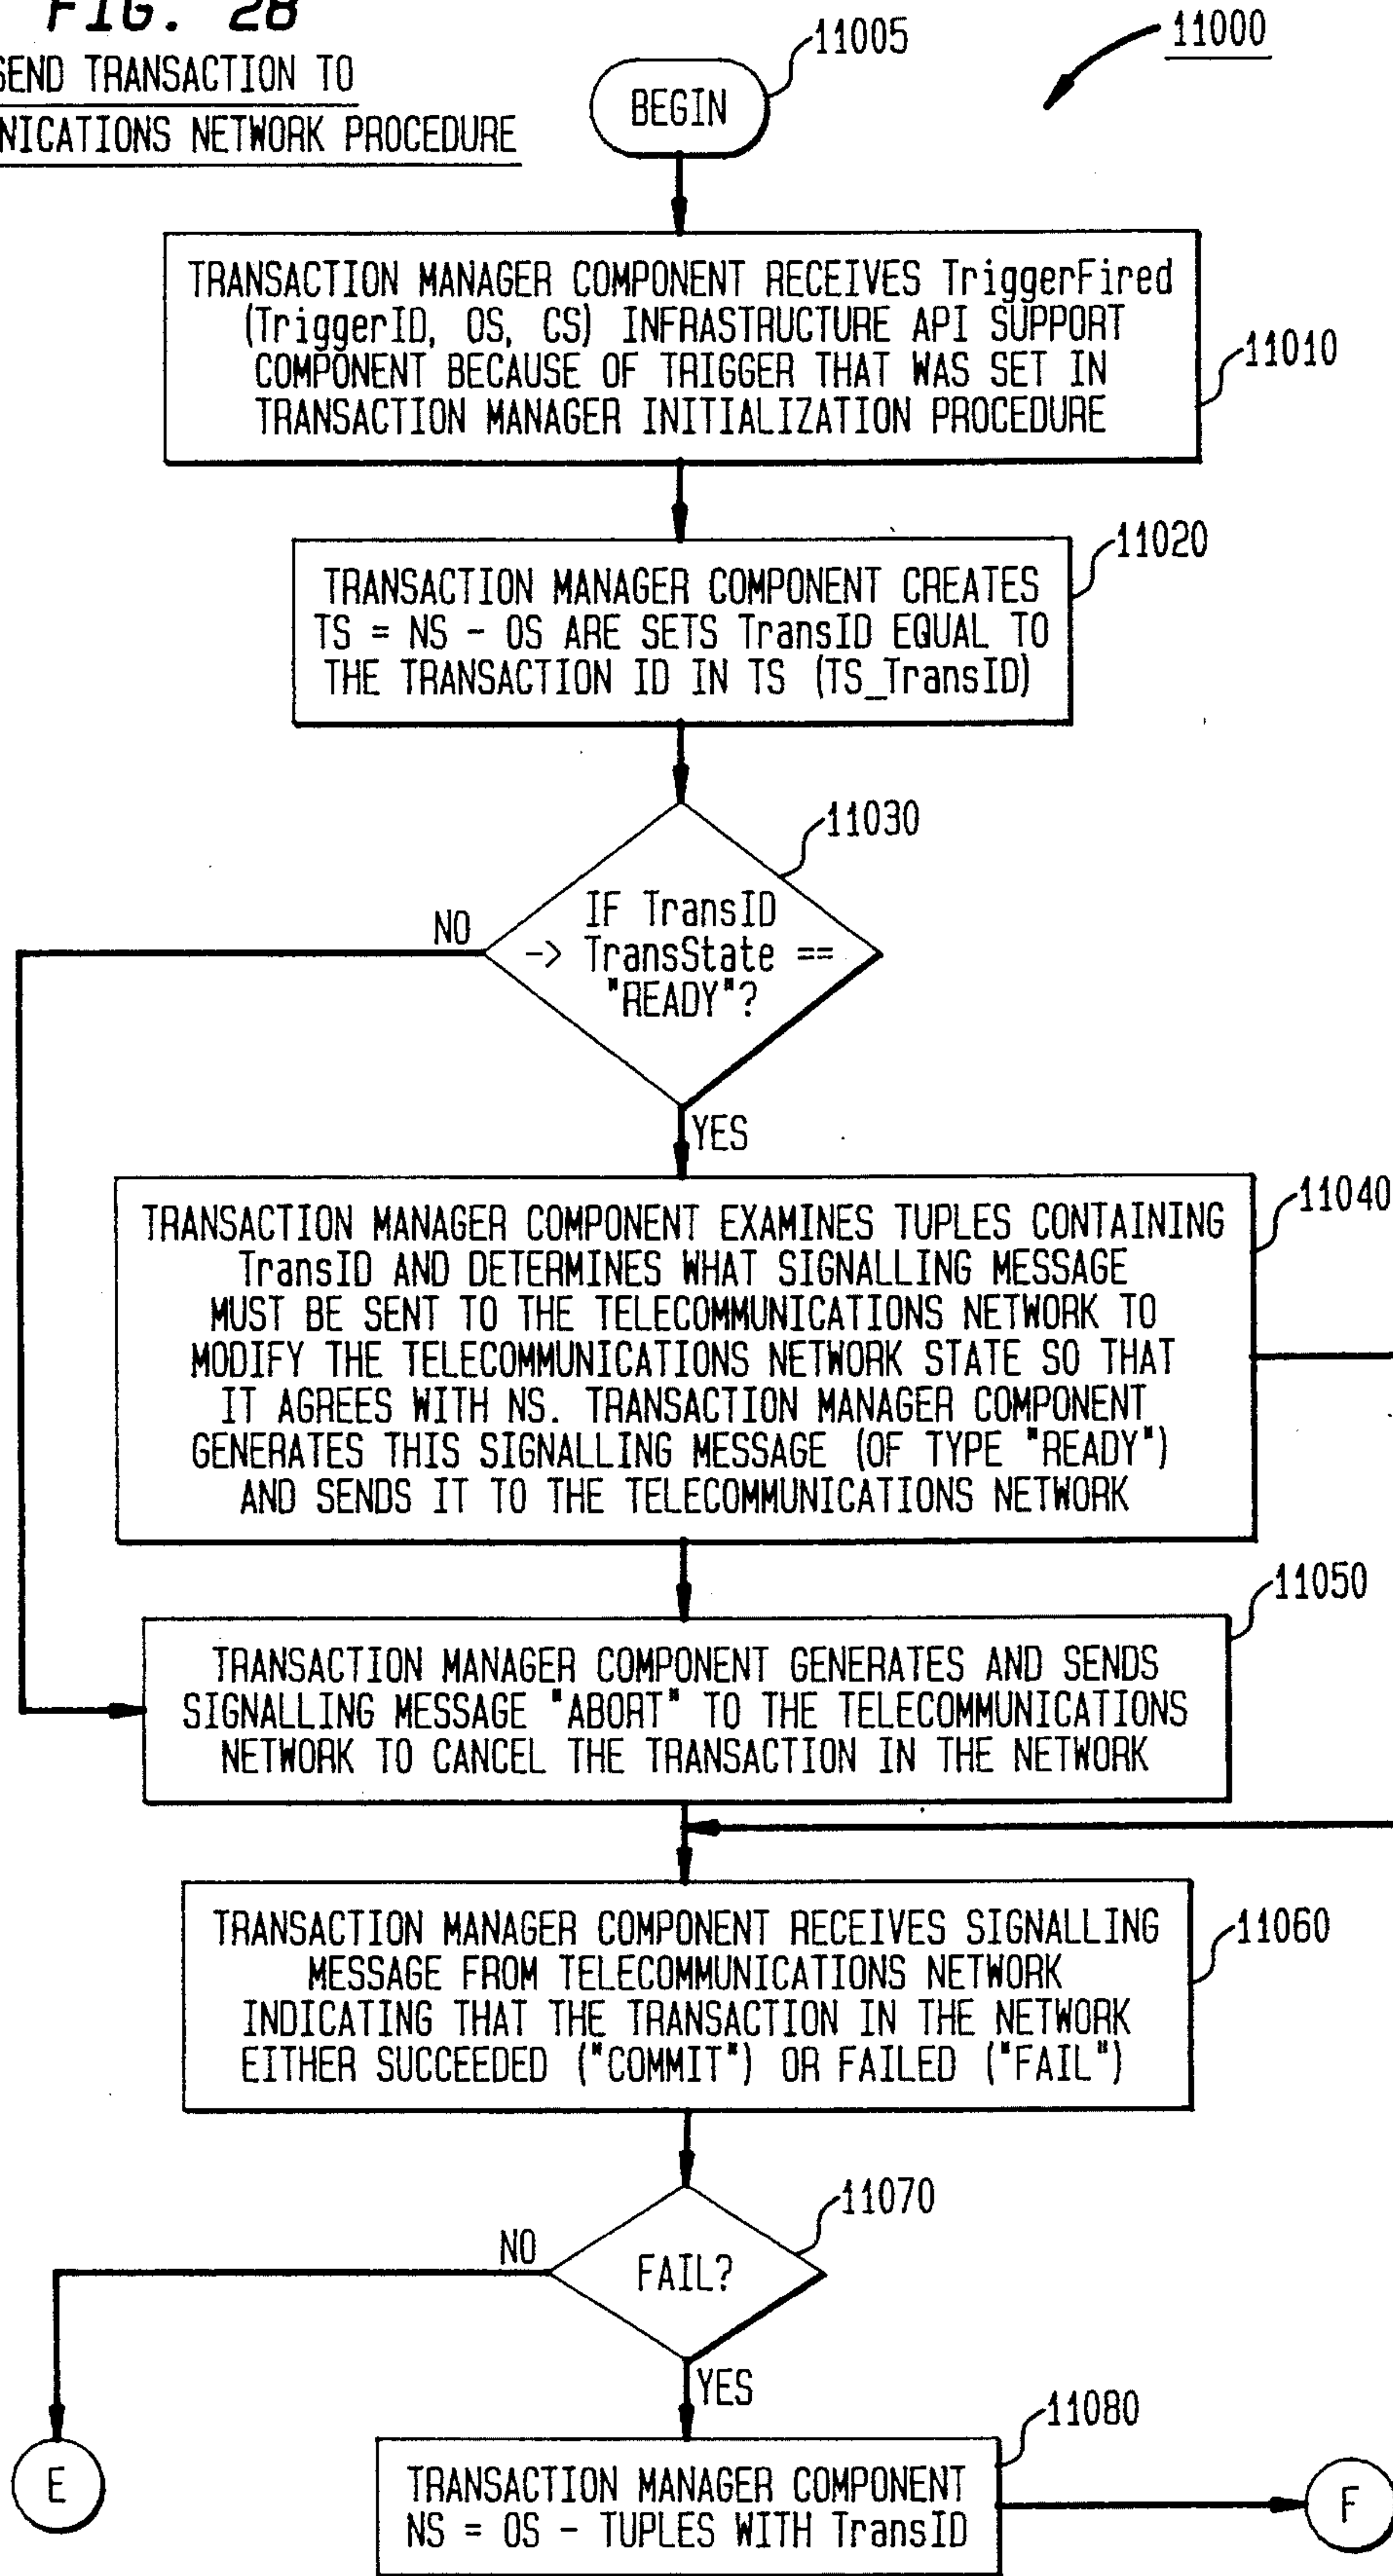 FIG. 28
SEND TRANSACTION TO
NICATIONS NETWORK PROCEDURE
11000
BEGIN
11005
TRANSACTION MANAGER COMPONENT RECEIVES TriggerFired
(TriggerID, OS, CS) INFRASTRUCTURE API SUPPORT
COMPONENT BECAUSE OF TRIGGER THAT WAS SET IN
TRANSACTION MANAGER INITIALIZATION PROCEDURE
11010
TRANSACTION MANAGER COMPONENT CREATES
TS = NS - OS ARE SETS TransID EQUAL TO
THE TRANSACTION ID IN TS (TS_TransID)
11020
IF TransID
-> TransState ==
"READY"?
11030
NO
YES
TRANSACTION MANAGER COMPONENT EXAMINES TUPLES CONTAINING
TransID AND DETERMINES WHAT SIGNALLING MESSAGE
MUST BE SENT TO THE TELECOMMUNICATIONS NETWORK TO
MODIFY THE TELECOMMUNICATIONS NETWORK STATE SO THAT
IT AGREES WITH NS. TRANSACTION MANAGER COMPONENT
GENERATES THIS SIGNALLING MESSAGE (OF TYPE "READY")
AND SENDS IT TO THE TELECOMMUNICATIONS NETWORK
11040
TRANSACTION MANAGER COMPONENT GENERATES AND SENDS
SIGNALLING MESSAGE "ABORT" TO THE TELECOMMUNICATIONS
NETWORK TO CANCEL THE TRANSACTION IN THE NETWORK
11050
TRANSACTION MANAGER COMPONENT RECEIVES SIGNALLING
MESSAGE FROM TELECOMMUNICATIONS NETWORK
INDICATING THAT THE TRANSACTION IN THE NETWORK
EITHER SUCCEEDED ("COMMIT") OR FAILED ("FAIL")
11060
FAIL?
11070
NO
YES
E
TRANSACTION MANAGER COMPONENT
NS = OS - TUPLES WITH TransID
11080
F